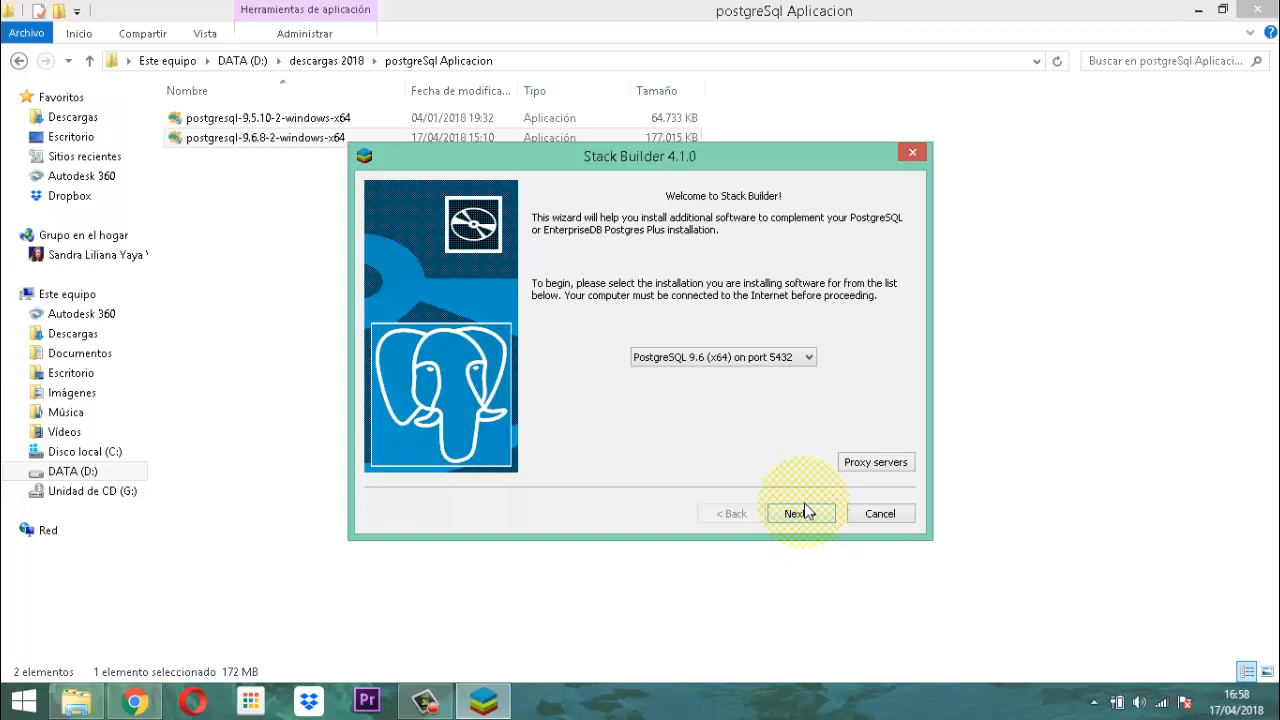 Herramientas de aplicación
postgreSql Aplicacion
Archivo
Inicio
Compartir
Vista
Administrar
Este equipo
DATA (D:)
descargas 2018
postgreSql Aplicacion
Buscar en postgreSql Aplicaci...
Nombre
Fecha de modifica...
Tipo
Tamaño
postgresql-9.5.10-2-windows-x64
04/01/2018 19:32
Aplicación
64.733 KB
postgresql-9.6.8-2-windows-x64
17/04/2018 15:10
Aplicación
177.015 KB
Favoritos
Descargas
Escritorio
Sitios recientes
Autodesk 360
Dropbox
Grupo en el hogar
Sandra Liliana Yaya
Este equipo
Autodesk 360
Descargas
Documentos
Escritorio
Imágenes
Música
Vídeos
Disco local (C:)
DATA (D:)
Unidad de CD (G:)
Red
Stack Builder 4.1.0
Welcome to Stack Builder!
This wizard will help you install additional software to complement your PostgreSQL
or EnterpriseDB Postgres Plus installation.
To begin, please select the installation you are installing software for from the list
below. Your computer must be connected to the Internet before proceeding.
PostgreSQL 9.6 (x64) on port 5432
Proxy servers
< Back
Next
Cancel
2 elementos
1 elemento seleccionado 172 MB
Pr
16:58
17/04/2018